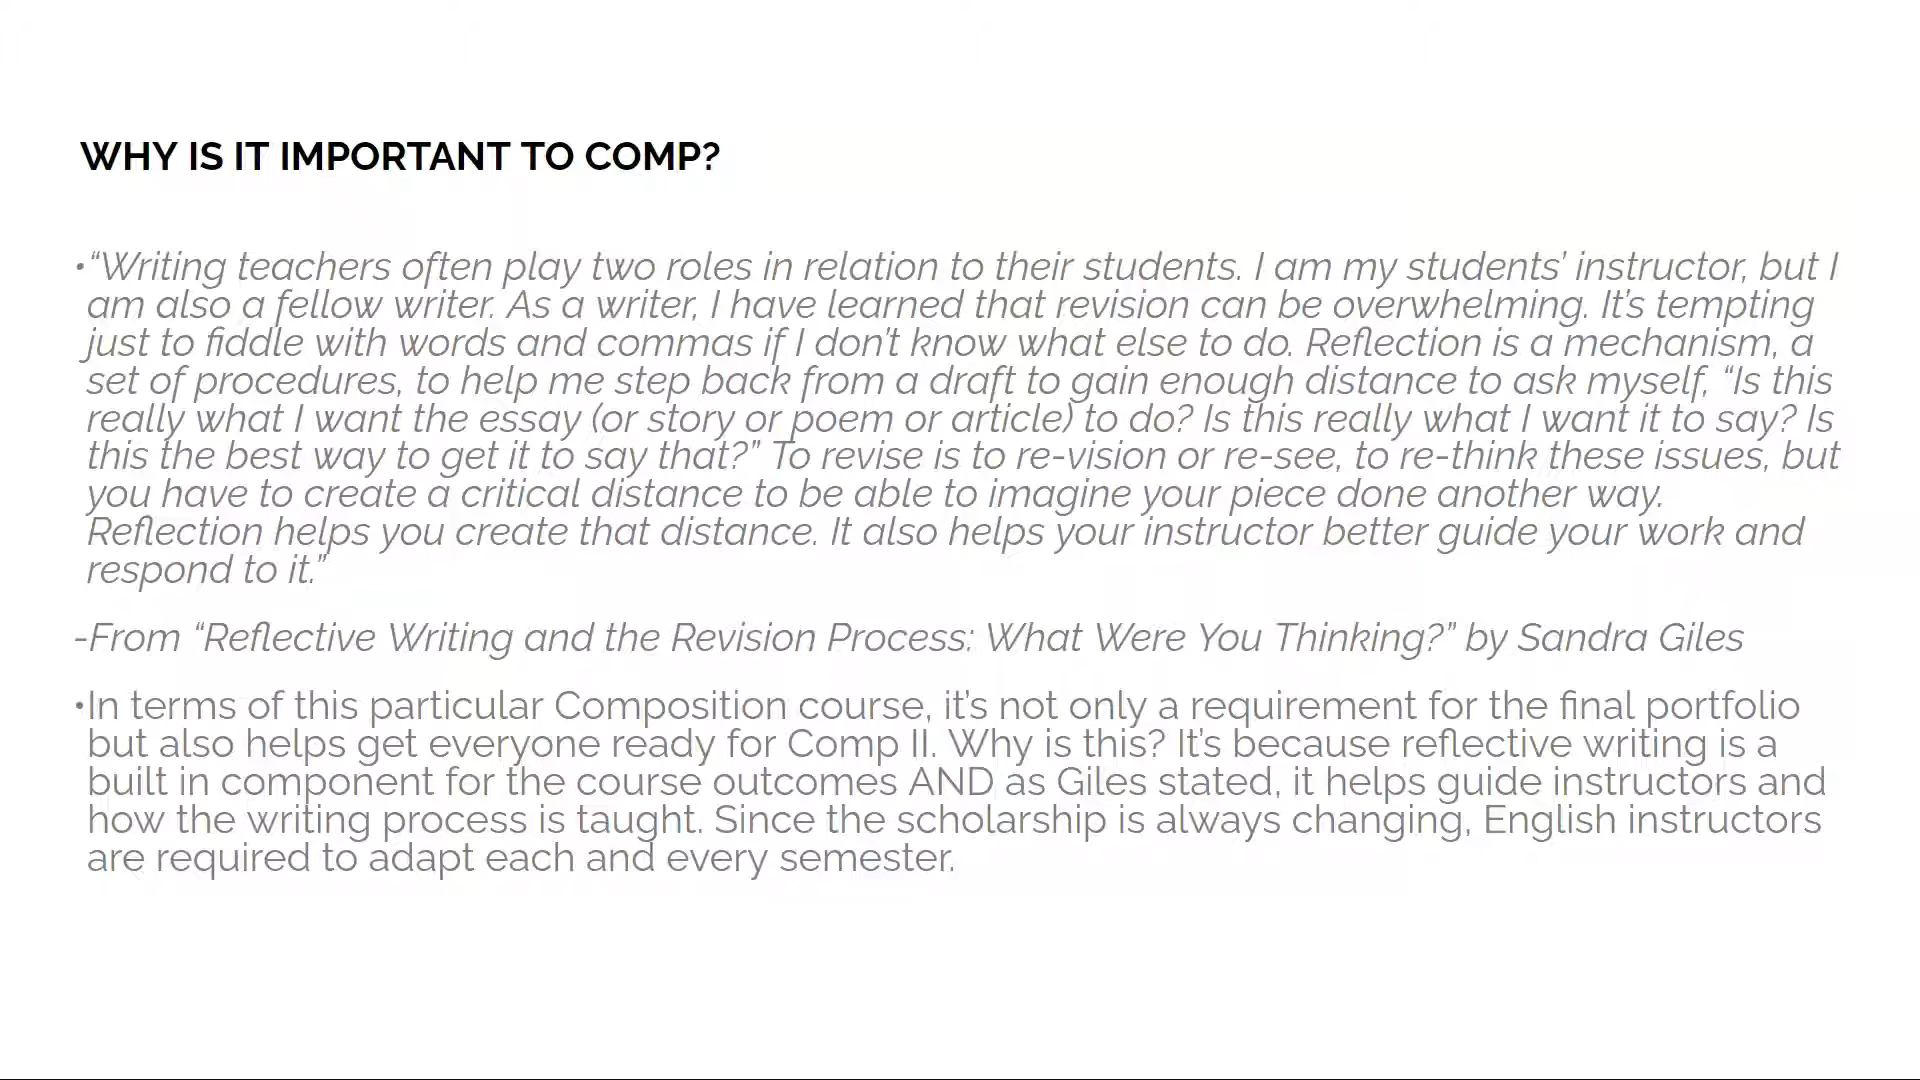 WHY IS IT IMPORTANT TO COMP?
•“Writing teachers often play two roles in relation to their students. I am my students’ instructor, but I
am also a fellow writer. As a writer, I have learned that revision can be overwhelming. It’s tempting
just to fiddle with words and commas if I don’t know what else to do. Reflection is a mechanism, a
set of procedures, to help me step back from a draft to gain enough distance to ask myself, “Is this
really what I want the essay (or story or poem or article) to do? Is this really what I want it to say? Is
this the best way to get it to say that?” To revise is to re-vision or re-see, to re-think these issues, but
you have to create a critical distance to be able to imagine your piece done another way.
Reflection helps you create that distance. It also helps your instructor better guide your work and
respond to it.”
-From “Reflective Writing and the Revision Process: What Were You Thinking?” by Sandra Giles
•In terms of this particular Composition course, it’s not only a requirement for the final portfolio
but also helps get everyone ready for Comp II. Why is this? It’s because reflective writing is a
built in component for the course outcomes AND as Giles stated, it helps guide instructors and
how the writing process is taught. Since the scholarship is always changing, English instructors
are required to adapt each and every semester.